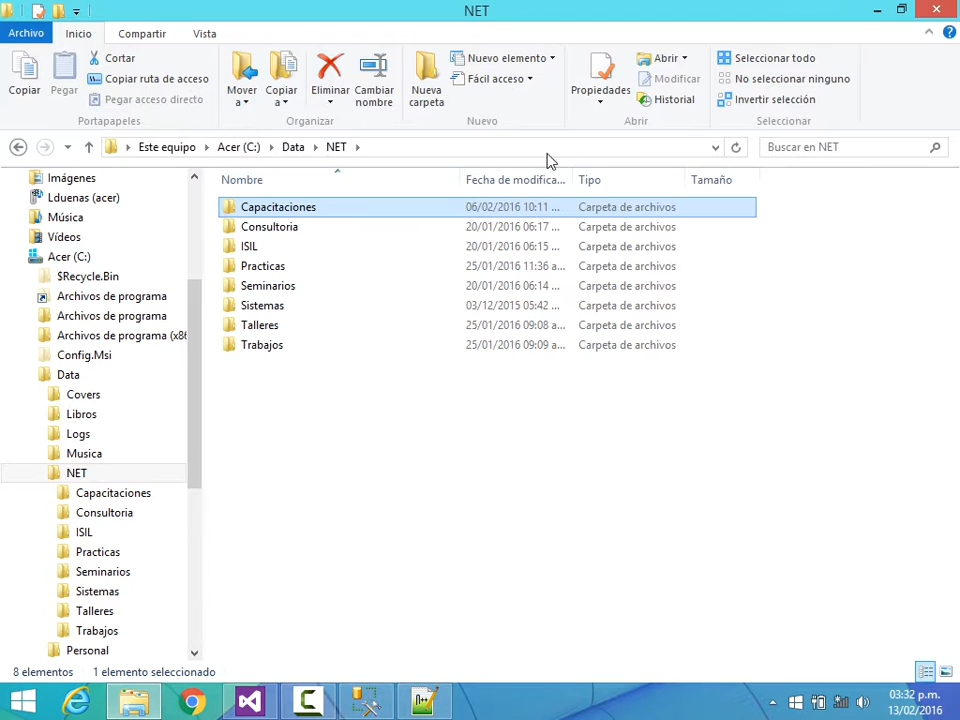 NET
Archivo Inicio Compartir Vista
Copiar Pegar Cortar
Copiar ruta de acceso
Pegar acceso directo
Portapapeles
Mover a Copiar a Eliminar Cambiar nombre
Organizar
Nueva carpeta Nuevo elemento
Fácil acceso
Nuevo
Propiedades Abrir
Modificar
Historial
Abrir
Seleccionar todo
No seleccionar ninguno
Invertir selección
Seleccionar
Este equipo Acer (C:) Data NET
Buscar en NET
Imágenes
Lduenas (acer)
Música
Vídeos
Acer (C:)
$Recycle.Bin
Archivos de programa
Archivos de programa
Archivos de programa (x86
Config.Msi
Data
Covers
Libros
Logs
Musica
NET
Capacitaciones
Consultoria
ISIL
Practicas
Seminarios
Sistemas
Talleres
Trabajos
Personal
Nombre Fecha de modifica... Tipo Tamaño
Capacitaciones 06/02/2016 10:11 ... Carpeta de archivos
Consultoria 20/01/2016 06:17 ... Carpeta de archivos
ISIL 20/01/2016 06:15 ... Carpeta de archivos
Practicas 25/01/2016 11:36 a... Carpeta de archivos
Seminarios 20/01/2016 06:14 ... Carpeta de archivos
Sistemas 03/12/2015 05:42 ... Carpeta de archivos
Talleres 25/01/2016 09:08 a... Carpeta de archivos
Trabajos 25/01/2016 09:09 a... Carpeta de archivos
8 elementos 1 elemento seleccionado
03:32 p.m.
13/02/2016